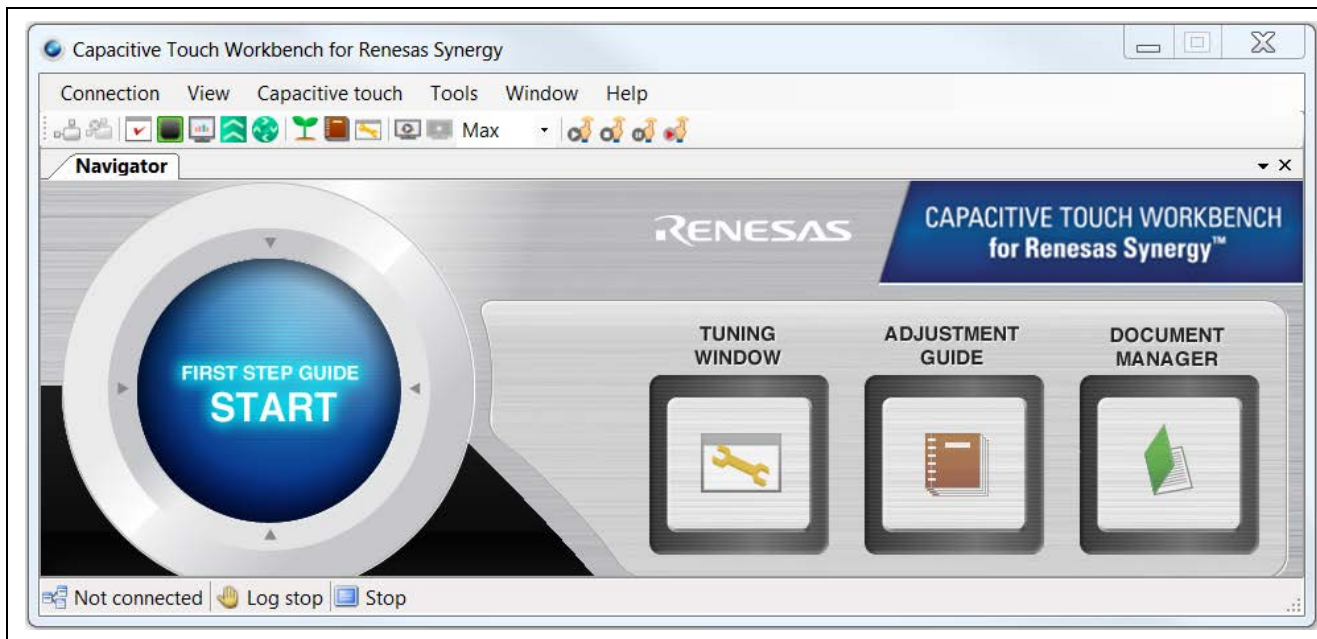 Capacitive Touch Workbench for Renesas Synergy
Connection View Capacitive touch Tools Window Help
Max
Navigator
RENESAS
CAPACITIVE TOUCH WORKBENCH
for Renesas Synergy™
FIRST STEP GUIDE
START
TUNING
WINDOW
ADJUSTMENT
GUIDE
DOCUMENT
MANAGER
Not connected Log stop Stop